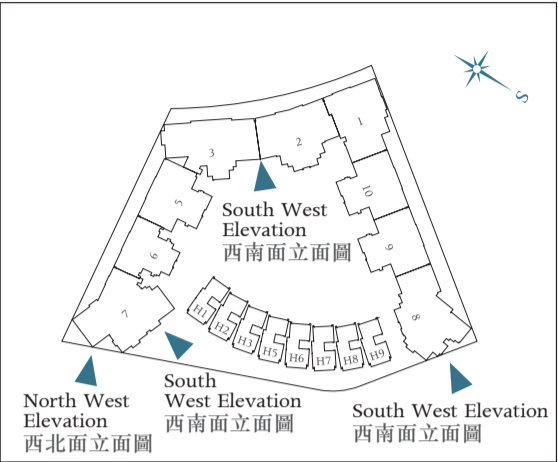 S
1
2
3
10
5
9
6
7
8
South West
Elevation
西南面立面圖
H1
H2
H3
H5
H6
H7
H8
H9
North West
Elevation
西北面立面圖
South
West Elevation
西南面立面圖
South West Elevation
西南面立面圖